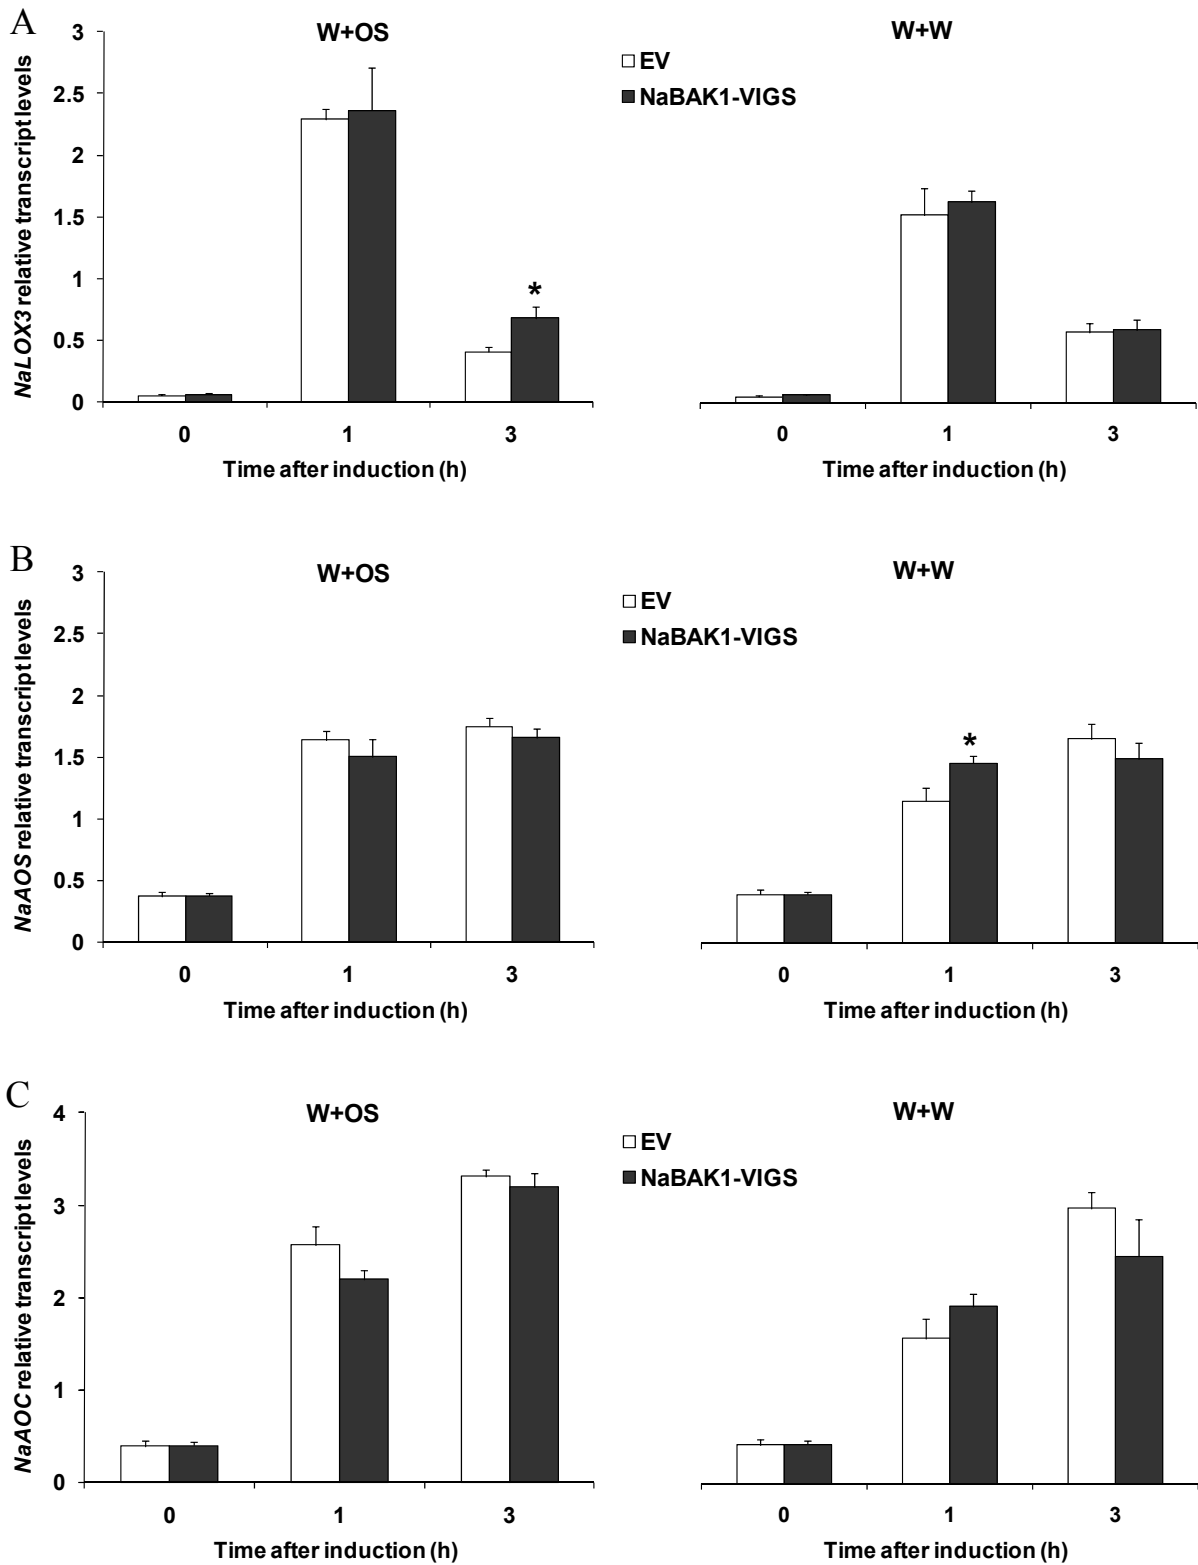 A
W+OS
W+W
NaLOX3 relative transcript levels
3
2.5
2
1.5
1
0.5
0
EV
NaBAK1-VIGS
*
0 1 3
Time after induction (h)
0 1 3
Time after induction (h)
B
W+OS
W+W
NaAOS relative transcript levels
3
2.5
2
1.5
1
0.5
0
EV
NaBAK1-VIGS
*
0 1 3
Time after induction (h)
0 1 3
Time after induction (h)
C
W+OS
W+W
NaAOC relative transcript levels
4
3
2
1
0
EV
NaBAK1-VIGS
0 1 3
Time after induction (h)
0 1 3
Time after induction (h)